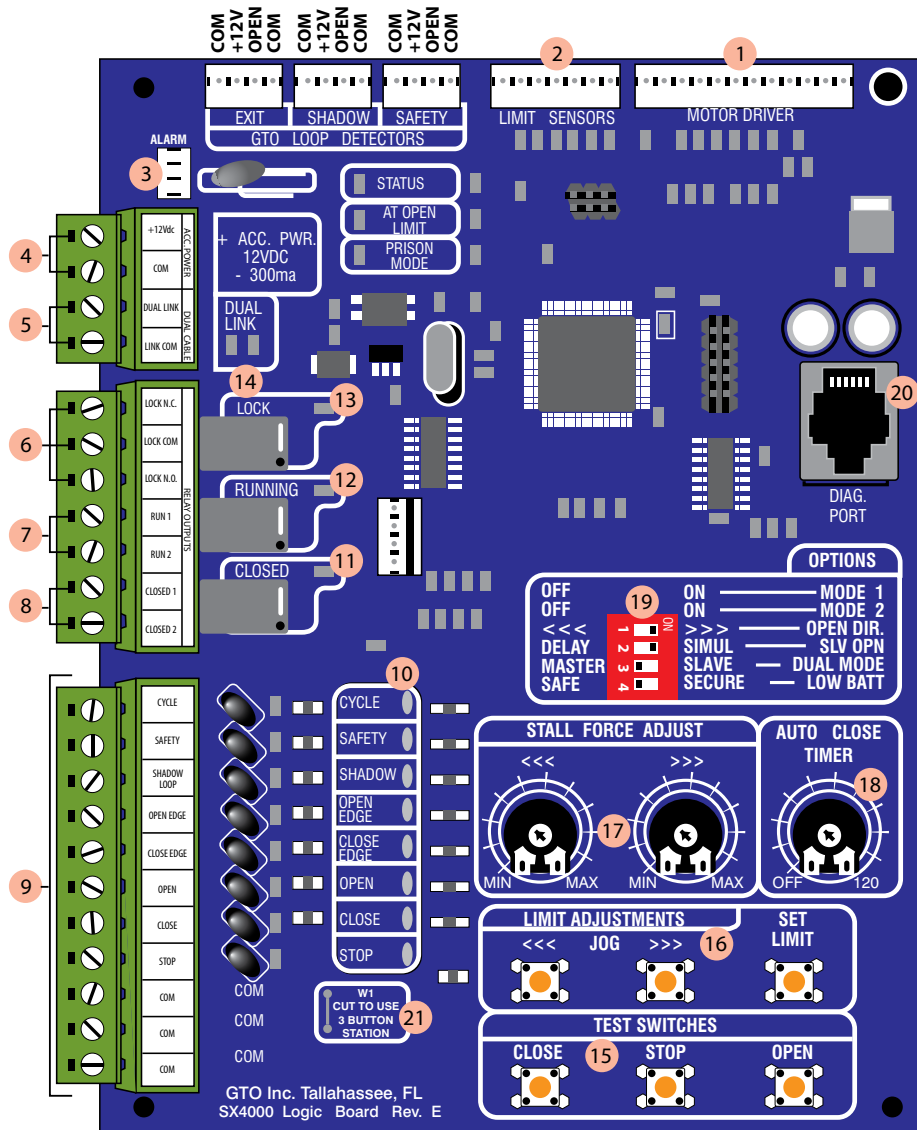 COM +12V OPEN COM
COM +12V OPEN COM
COM +12V OPEN COM
2
1
EXIT SHADOW SAFETY
GTO LOOP DETECTORS
LIMIT SENSORS
MOTOR DRIVER
ALARM
3
STATUS
AT OPEN
LIMIT
PRISON
MODE
4
+12Vdc
COM
ACC. POWER
+ ACC. PWR.
12VDC
- 300ma
5
DUAL LINK
LINK COM
DUAL CABLE
DUAL
LINK
14
LOCK
13
6
LOCK N.C.
LOCK COM
LOCK N.O.
RELAY OUTPUTS
RUNNING
12
7
RUN 1
RUN 2
CLOSED
11
8
CLOSED 1
CLOSED 2
20
DIAG.
PORT
OPTIONS
OFF ON MODE 1
OFF ON MODE 2
<<< >>> OPEN DIR.
DELAY SIMUL SLV OPN
MASTER SLAVE DUAL MODE
SAFE SECURE LOW BATT
19
ON
1
2
3
4
9
CYCLE
SAFETY
SHADOW
LOOP
OPEN EDGE
CLOSE EDGE
OPEN
CLOSE
STOP
COM
COM
COM
10
CYCLE
SAFETY
SHADOW
OPEN
EDGE
CLOSE
EDGE
OPEN
CLOSE
STOP
COM
COM
COM
W1
CUT TO USE
3 BUTTON
STATION
21
STALL FORCE ADJUST
<<< >>>
17
MIN MAX MIN MAX
AUTO CLOSE
TIMER
18
OFF 120
LIMIT ADJUSTMENTS
<<< JOG >>>
16
SET
LIMIT
TEST SWITCHES
CLOSE 15 STOP OPEN
GTO Inc. Tallahassee, FL
SX4000 Logic Board Rev. E